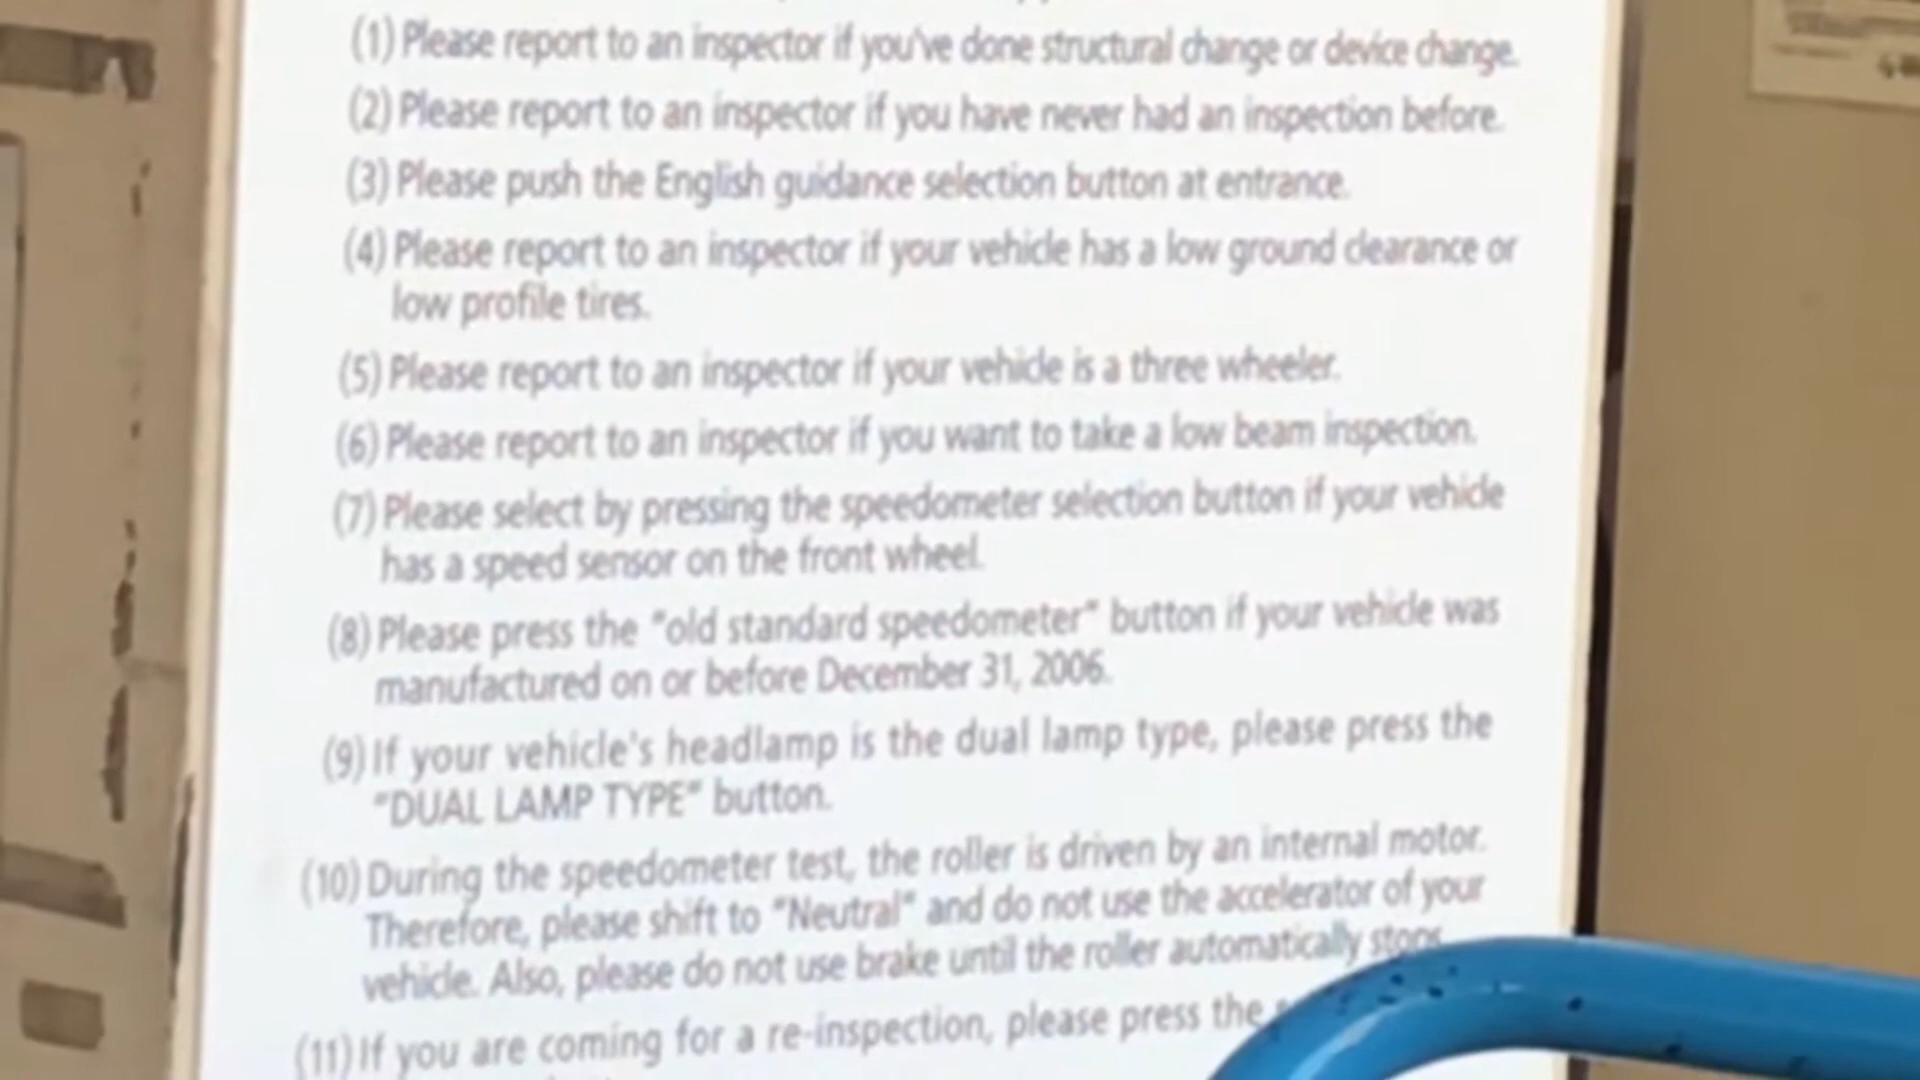 (1) Please report to an inspector if you've done structural change or device change.
(2) Please report to an inspector if you have never had an inspection before.
(3) Please push the English guidance selection button at entrance.
(4) Please report to an inspector if your vehicle has a low ground clearance or
low profile tires.
(5) Please report to an inspector if your vehicle is a three wheeler.
(6) Please report to an inspector if you want to take a low beam inspection.
(7) Please select by pressing the speedometer selection button if your vehicle
has a speed sensor on the front wheel.
(8) Please press the "old standard speedometer" button if your vehicle was
manufactured on or before December 31, 2006.
(9) If your vehicle's headlamp is the dual lamp type, please press the
"DUAL LAMP TYPE" button.
(10) During the speedometer test, the roller is driven by an internal motor.
Therefore, please shift to "Neutral" and do not use the accelerator of your
vehicle. Also, please do not use brake until the roller automatically stops
(11) If you are coming for a re-inspection, please press the